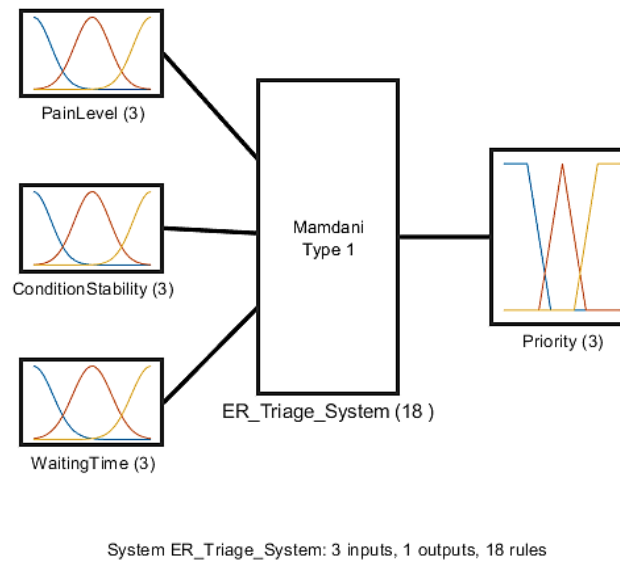 PainLevel (3)
ConditionStability (3)
WaitingTime (3)
Mamdani
Type 1
ER_Triage_System (18 )
Priority (3)
System ER_Triage_System: 3 inputs, 1 outputs, 18 rules